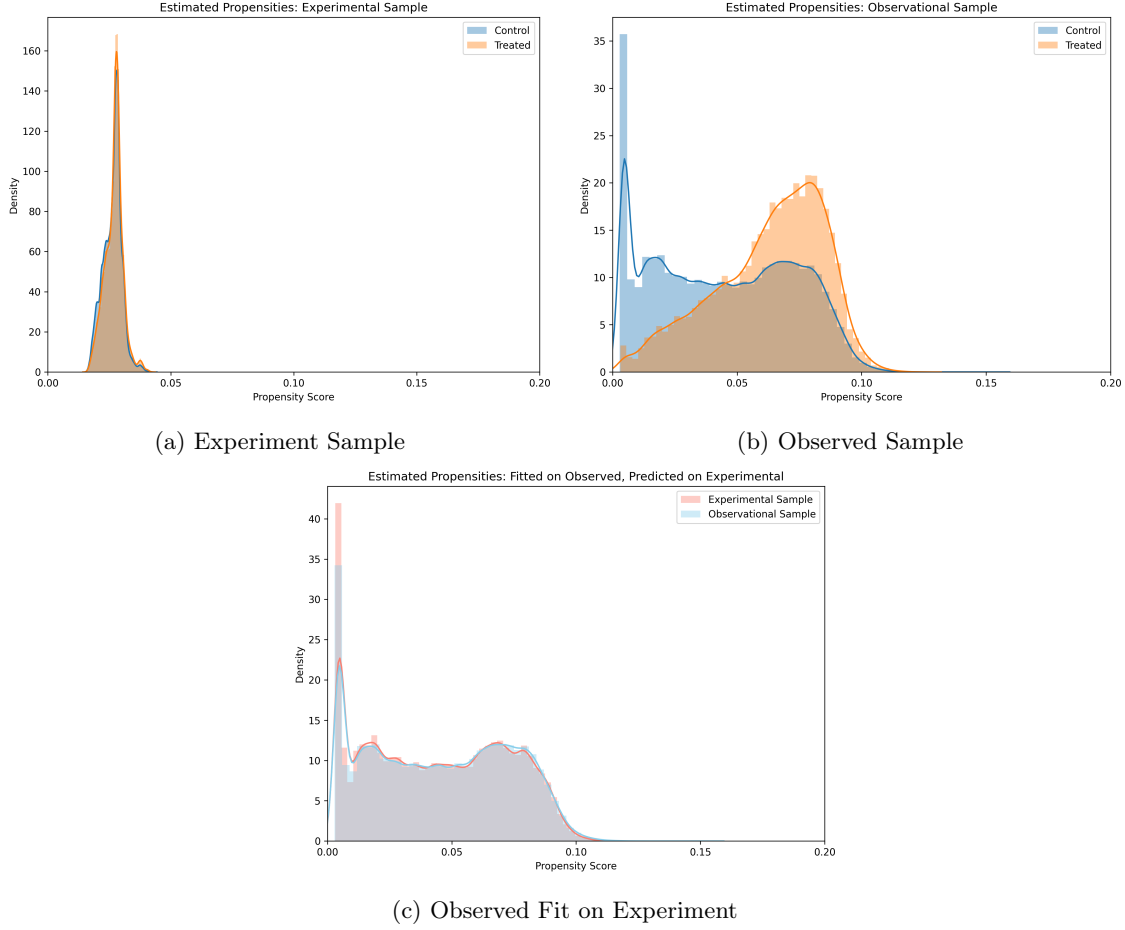 Estimated Propensities: Experimental Sample
Control
Treated
160
140
120
100
80
60
40
20
0
Density
0.00 0.05 0.10 0.15 0.20
Propensity Score
(a) Experiment Sample
Estimated Propensities: Observational Sample
Control
Treated
35
30
25
20
15
10
5
0
Density
0.00 0.05 0.10 0.15 0.20
Propensity Score
(b) Observed Sample
Estimated Propensities: Fitted on Observed, Predicted on Experimental
Experimental Sample
Observational Sample
40
35
30
25
20
15
10
5
0
Density
0.00 0.05 0.10 0.15 0.20
Propensity Score
(c) Observed Fit on Experiment